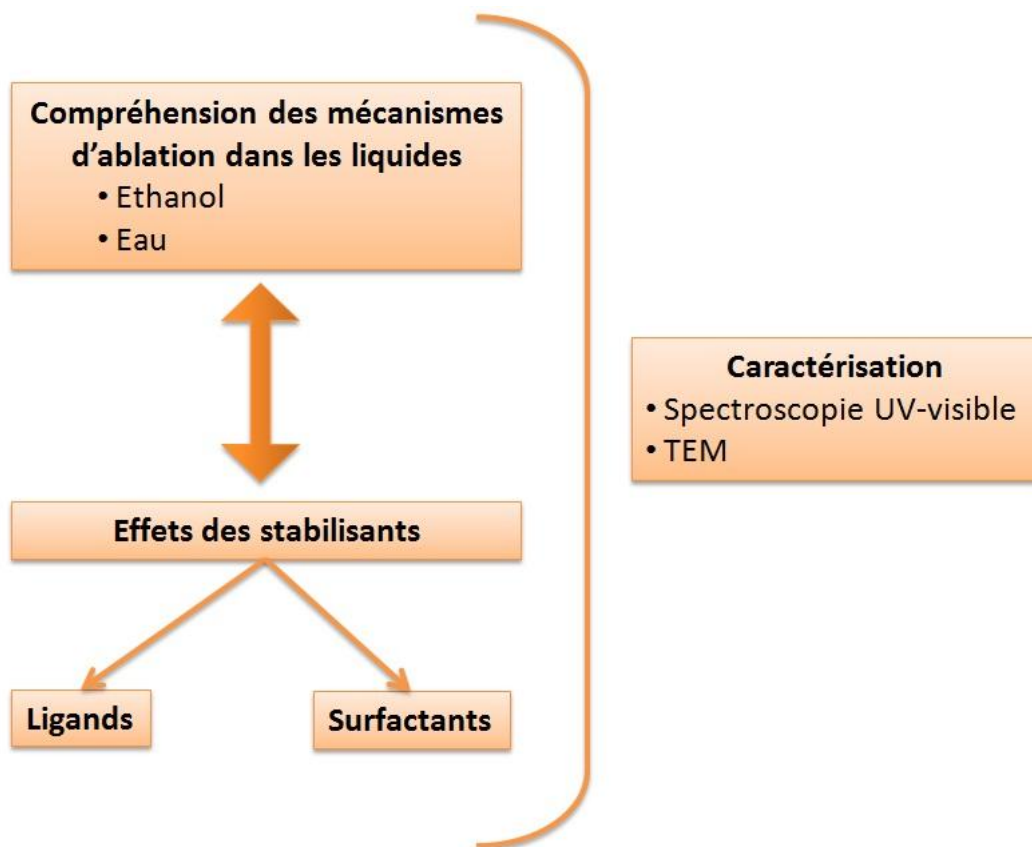 Compréhension des mécanismes
d'ablation dans les liquides
• Ethanol
• Eau
Caractérisation
• Spectroscopie UV-visible
• TEM
Effets des stabilisants
Ligands
Surfactants